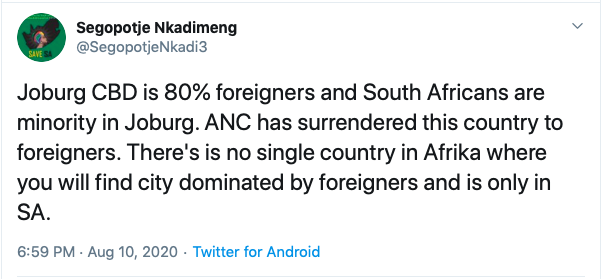 Segopotje Nkadimeng
@SegopotjeNkadi3
SAVE SA
Joburg CBD is 80% foreigners and South Africans are
minority in Joburg. ANC has surrendered this country to
foreigners. There's is no single country in Afrika where
you will find city dominated by foreigners and is only in
SA.
6:59 PM · Aug 10, 2020 · Twitter for Android